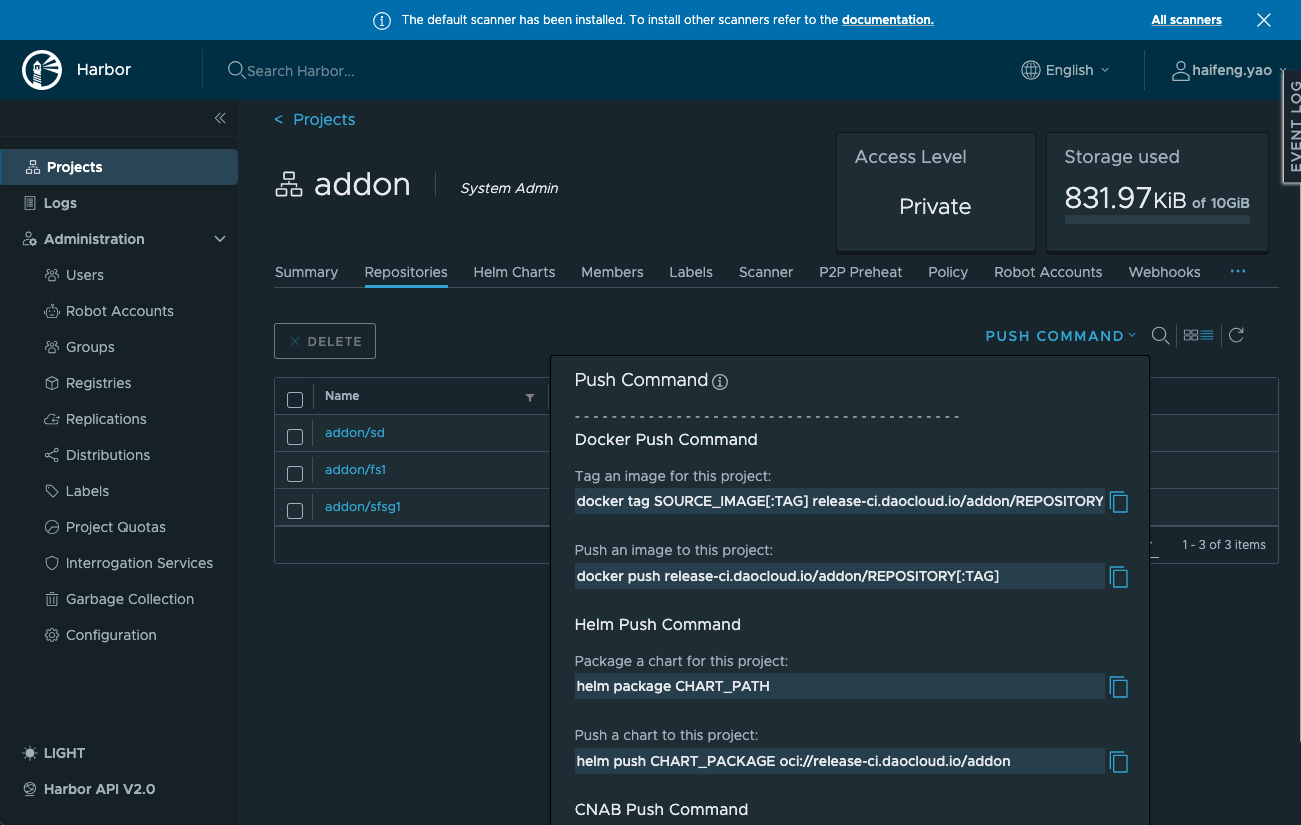 The default scanner has been installed. To install other scanners refer to the documentation.
All scanners
Harbor
Search Harbor...
English
haifeng.yao
EVENT LOG
< Projects
Projects
Logs
Administration
Users
Robot Accounts
Groups
Registries
Replications
Distributions
Labels
Project Quotas
Interrogation Services
Garbage Collection
Configuration
LIGHT
Harbor API V2.0
addon
System Admin
Access Level
Private
Storage used
831.97KiB of 10GiB
Summary Repositories Helm Charts Members Labels Scanner P2P Preheat Policy Robot Accounts Webhooks ...
DELETE
PUSH COMMAND
Name
addon/sd
addon/fs1
addon/sfsg1
1 - 3 of 3 items
Push Command
- - - - - - - - - - - - - - - - - - - - - - - - - - - - - - - - - - - - - - - - - -
Docker Push Command
Tag an image for this project:
docker tag SOURCE_IMAGE[:TAG] release-ci.daocloud.io/addon/REPOSITORY
Push an image to this project:
docker push release-ci.daocloud.io/addon/REPOSITORY[:TAG]
Helm Push Command
Package a chart for this project:
helm package CHART_PATH
Push a chart to this project:
helm push CHART_PACKAGE oci://release-ci.daocloud.io/addon
CNAB Push Command